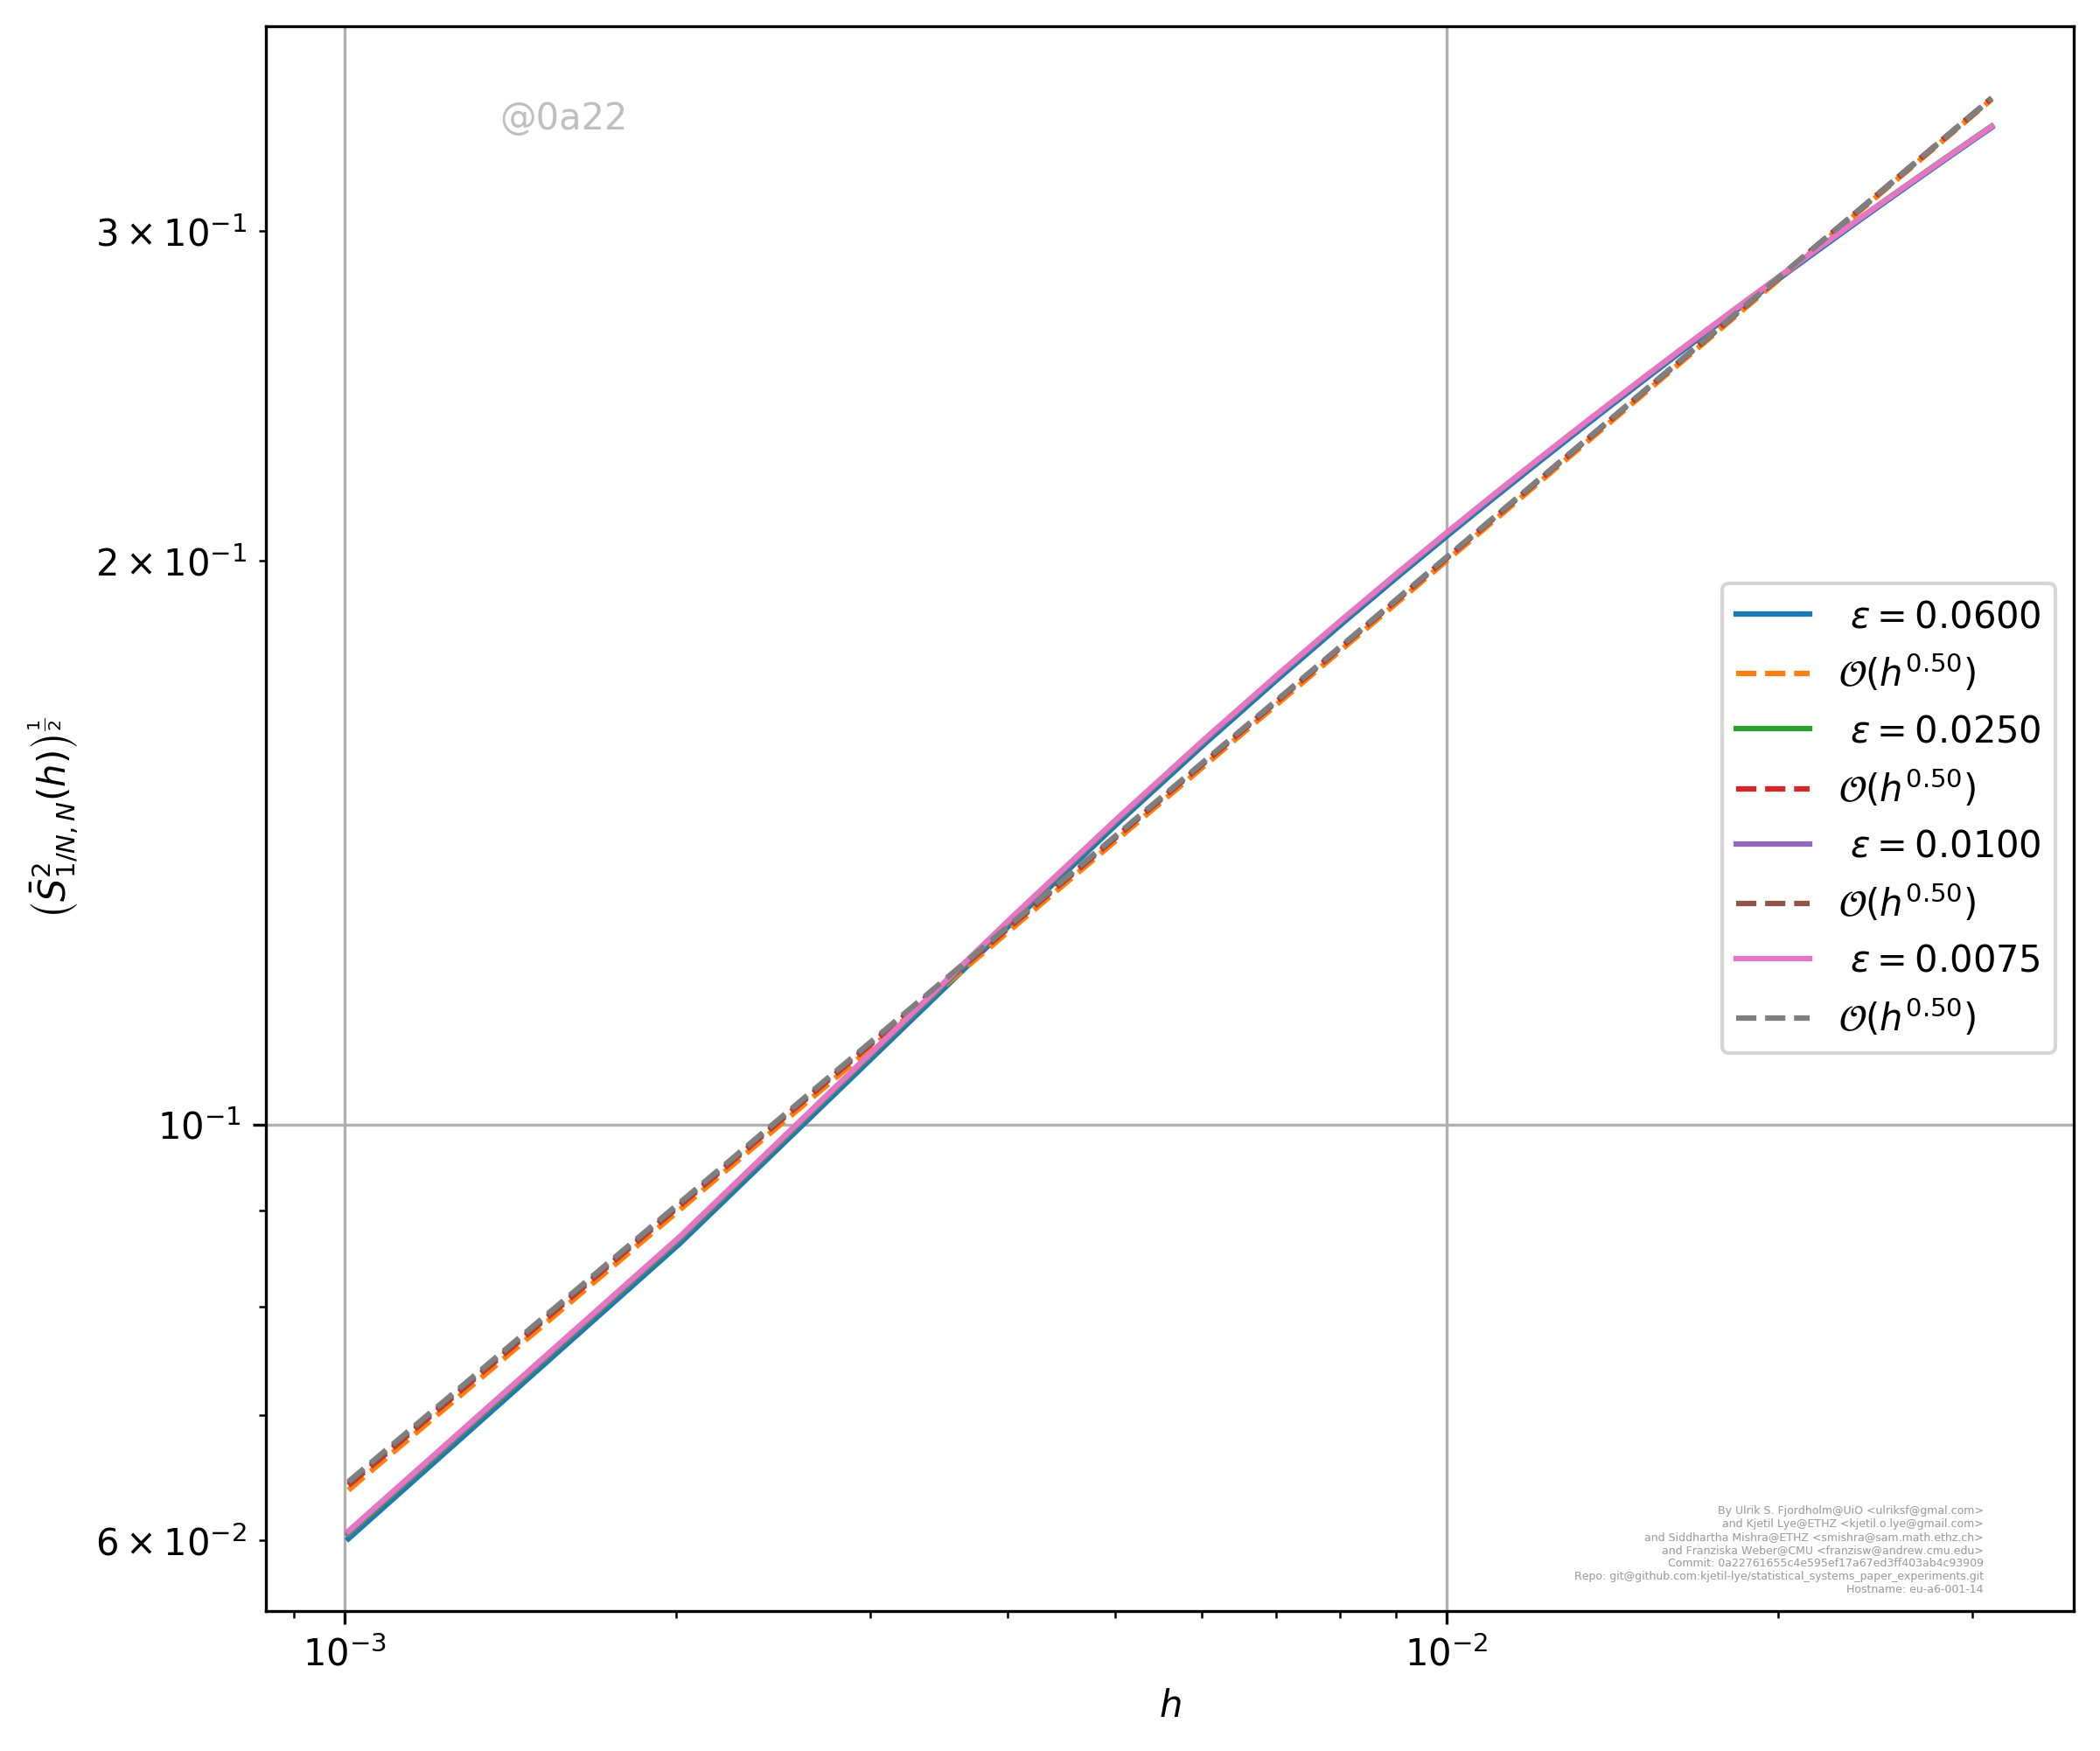 @0a22
3 × 10⁻¹
2 × 10⁻¹
10⁻¹
6 × 10⁻²
(S̄²₁/N, N(h))^½
ε = 0.0600
𝒪(h^0.50)
ε = 0.0250
𝒪(h^0.50)
ε = 0.0100
𝒪(h^0.50)
ε = 0.0075
𝒪(h^0.50)
By Ulrik S. Fjordholm@UiO <ulriksf@gmal.com>
and Kjetil Lye@ETHZ <kjetil.o.lye@gmail.com>
and Siddhartha Mishra@ETHZ <smishra@sam.math.ethz.ch>
and Franziska Weber@CMU <franzisw@andrew.cmu.edu>
Commit: 0a22761655c4e595ef17a67ed3ff403ab4c93909
Repo: git@github.com:kjetil-lye/statistical_systems_paper_experiments.git
Hostname: eu-a6-001-14
10⁻³
10⁻²
h